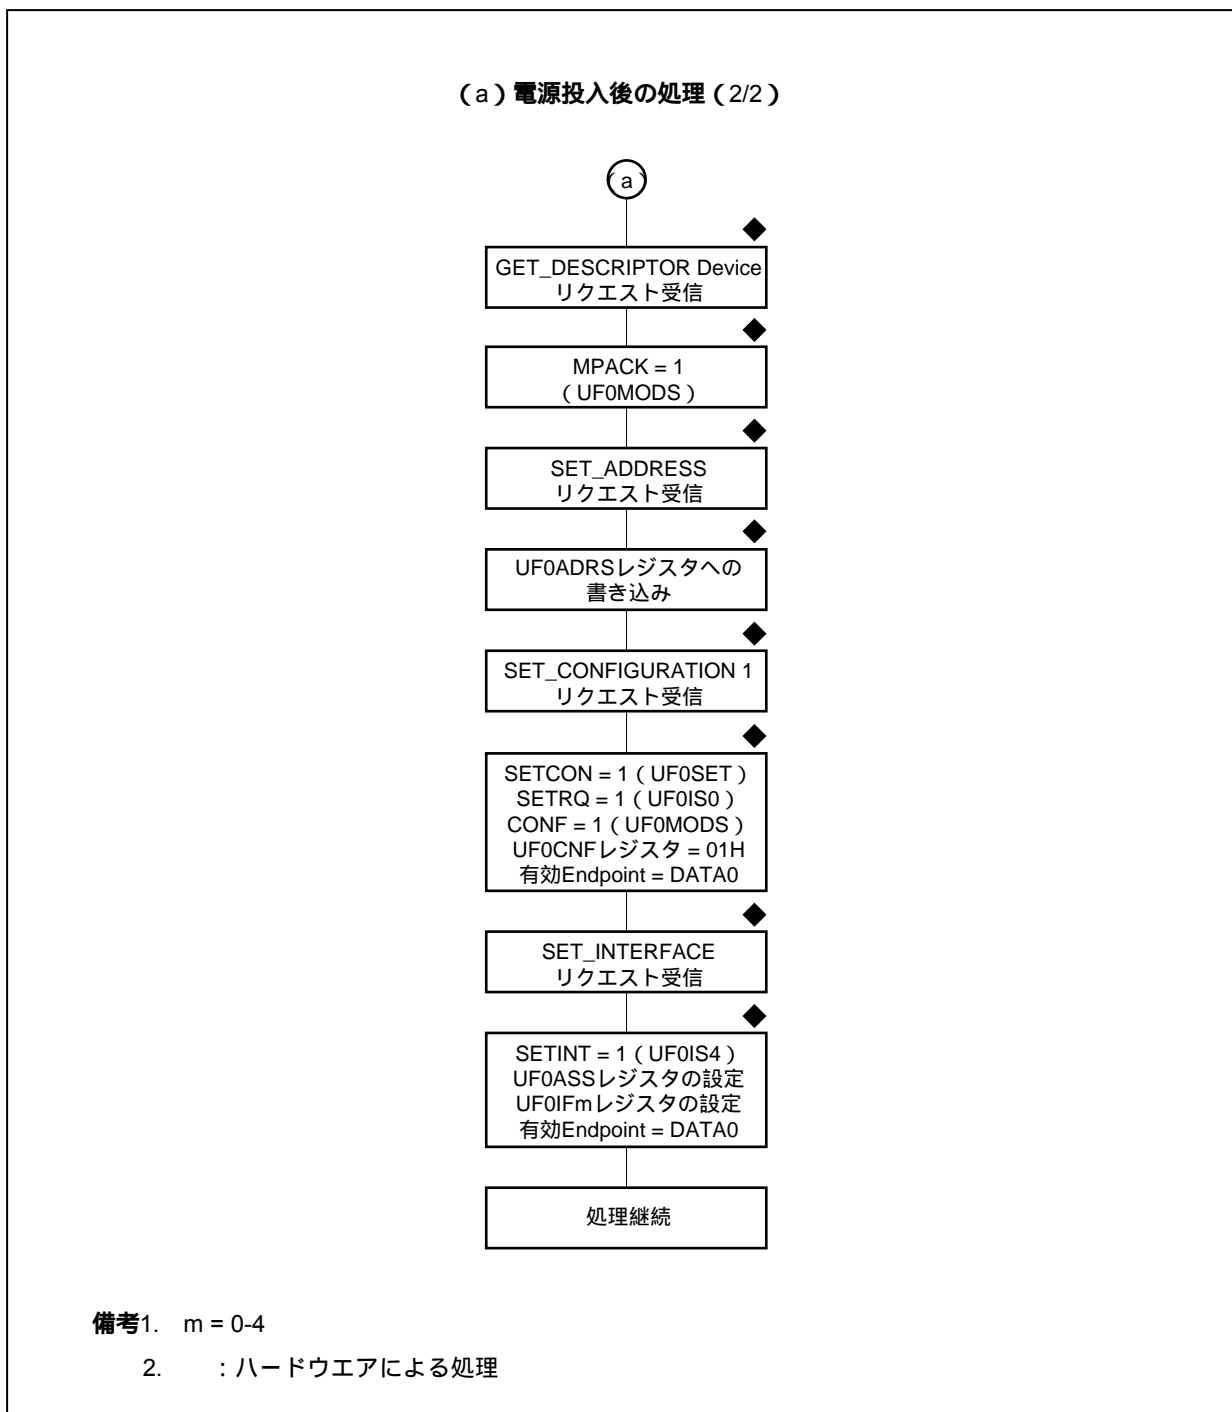 (a)電源投入後の処理(2/2)
(a)
GET_DESCRIPTOR Device
リクエスト受信
MPACK = 1
(UF0MODS)
SET_ADDRESS
リクエスト受信
UF0ADRSレジスタへの
書き込み
SET_CONFIGURATION 1
リクエスト受信
SETCON = 1(UF0SET)
SETRQ = 1(UF0IS0)
CONF = 1(UF0MODS)
UF0CNFレジスタ = 01H
有効Endpoint = DATA0
SET_INTERFACE
リクエスト受信
SETINT = 1(UF0IS4)
UF0ASSレジスタの設定
UF0IFmレジスタの設定
有効Endpoint = DATA0
処理継続
備考1. m = 0-4
2. :ハードウエアによる処理